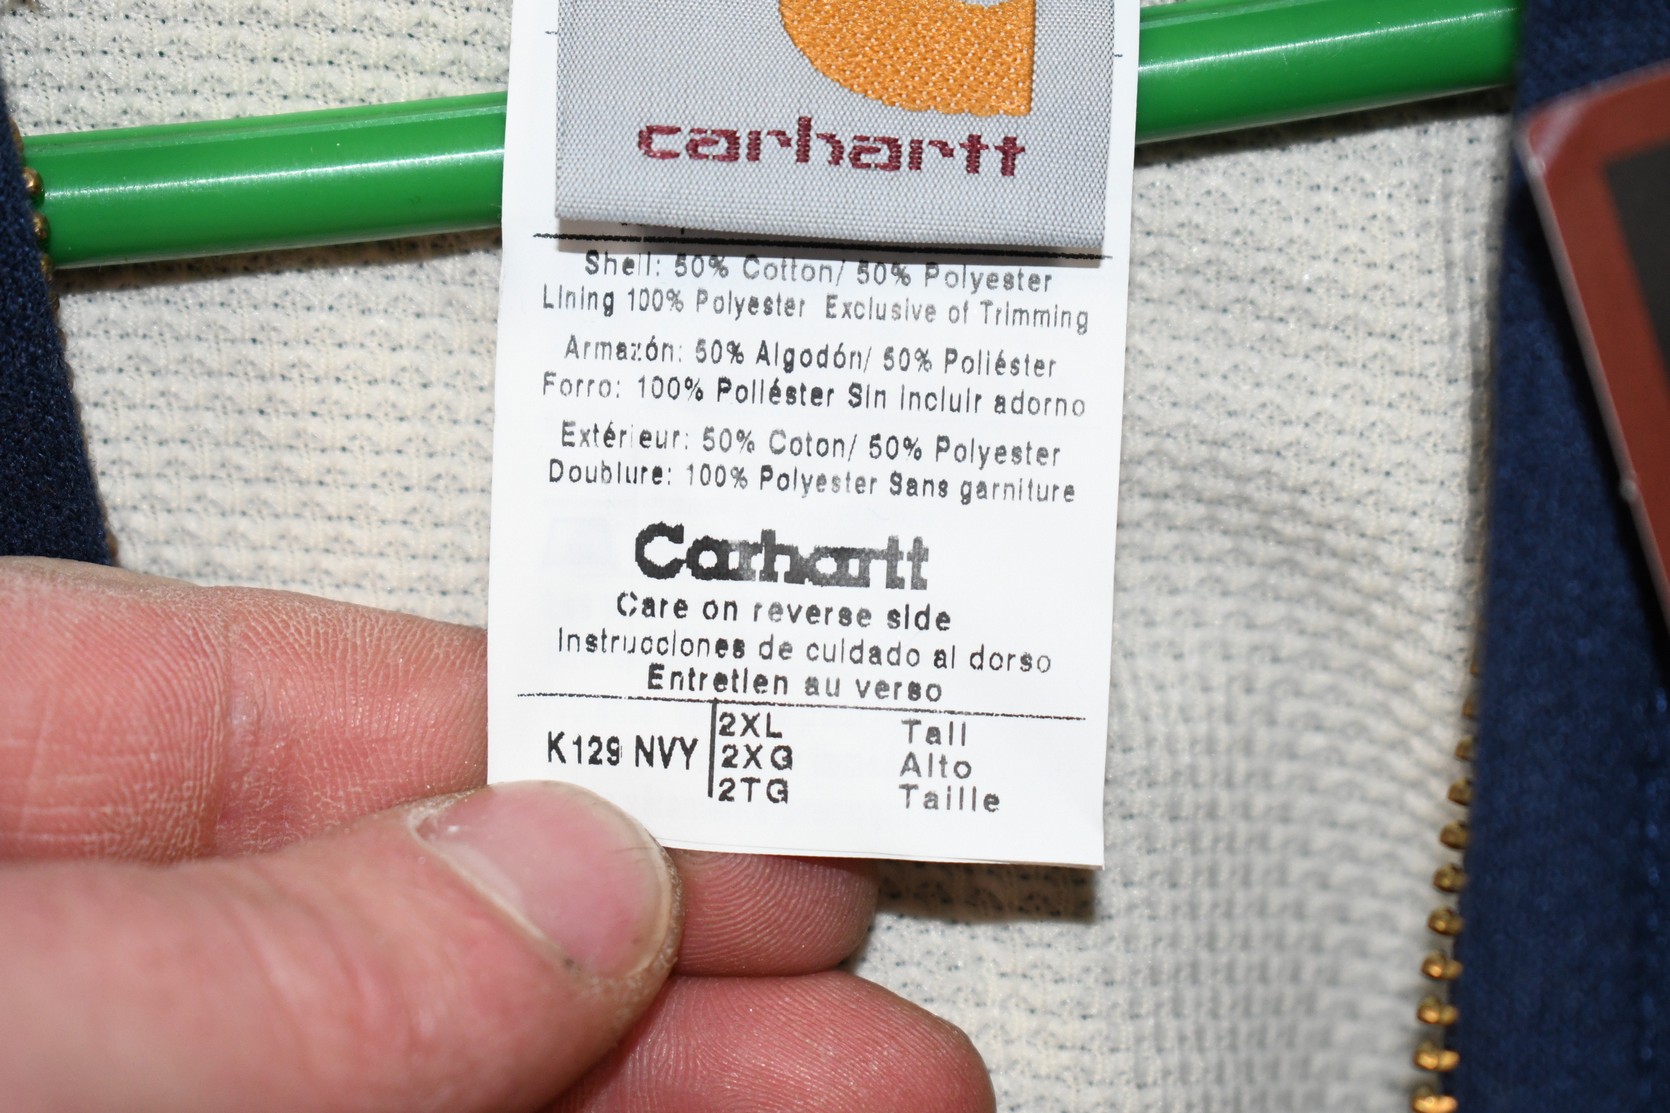 carhartt
Shell: 50% Cotton/ 50% Polyester
Lining 100% Polyester Exclusive of Trimming
Armazón: 50% Algodón/ 50% Poliéster
Forro: 100% Poliéster Sin incluir adorno
Extérieur: 50% Coton/ 50% Polyester
Doublure: 100% Polyester Sans garniture
Carhartt
Care on reverse side
Instrucciones de cuidado al dorso
Entretien au verso
K129 NVY
2XL Tall
2XG Alto
2TG Taille